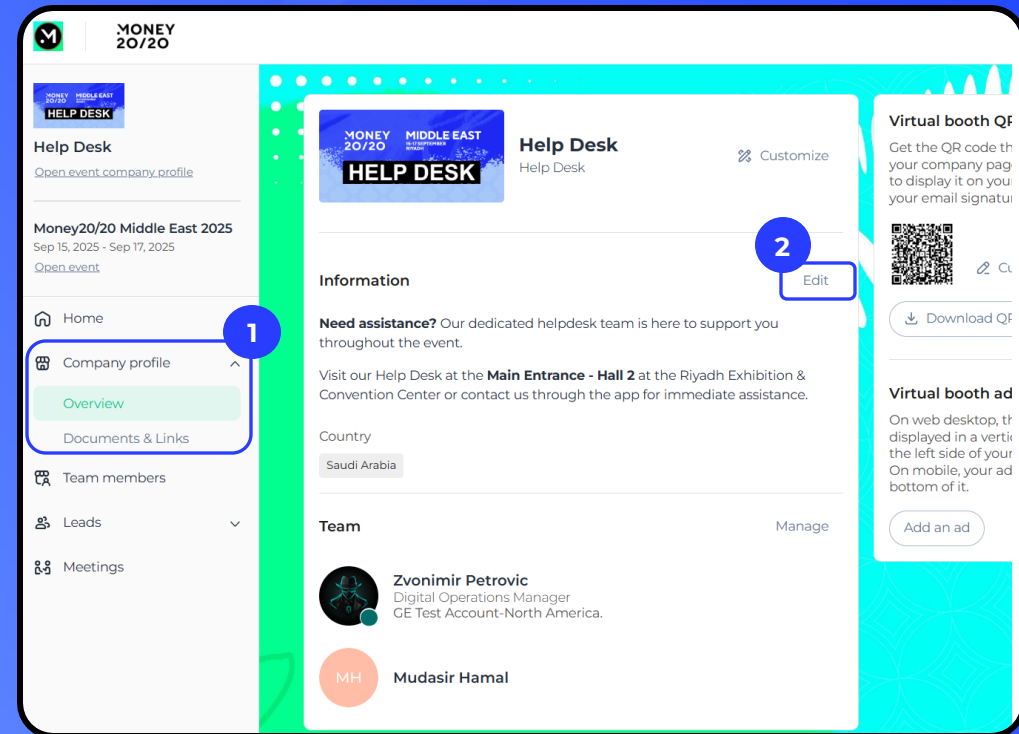 MONEY
20/20
MONEY MIDDLE EAST
20/20
HELP DESK
Help Desk
Open event company profile
Money20/20 Middle East 2025
Sep 15, 2025 - Sep 17, 2025
Open event
Home
1
Company profile
Overview
Documents & Links
Team members
Leads
Meetings
MONEY MIDDLE EAST
20/20 15-17 SEPTEMBER
RIYADH
HELP DESK
Help Desk
Help Desk
Customize
2
Information
Edit
Need assistance? Our dedicated helpdesk team is here to support you
throughout the event.
Visit our Help Desk at the Main Entrance - Hall 2 at the Riyadh Exhibition &
Convention Center or contact us through the app for immediate assistance.
Country
Saudi Arabia
Team
Manage
Zvonimir Petrovic
Digital Operations Manager
GE Test Account-North America.
MH
Mudasir Hamal
Virtual booth QR
Get the QR code th
your company pag
to display it on you
your email signatu
Cu
Download QR
Virtual booth ad
On web desktop, th
displayed in a vertic
the left side of your
On mobile, your ad
bottom of it.
Add an ad